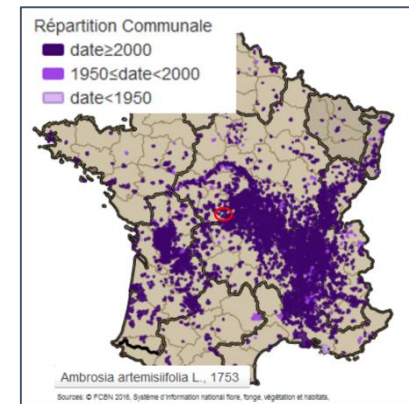 Répartition Communale
date≥2000
1950≤date<2000
date<1950
Ambrosia artemisiifolia L., 1753
Sources: © FCBN 2016, Système d'information national flore, fonge, végétation et habitats,